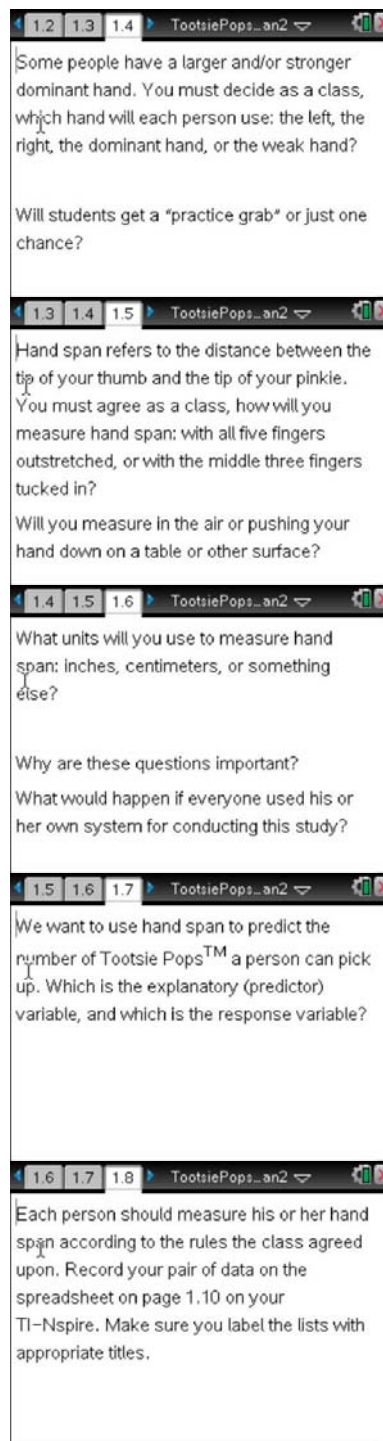 1.2 1.3 1.4 TootsiePops…an2
Some people have a larger and/or stronger
dominant hand. You must decide as a class,
which hand will each person use: the left, the
right, the dominant hand, or the weak hand?
Will students get a "practice grab" or just one
chance?
1.3 1.4 1.5 TootsiePops…an2
Hand span refers to the distance between the
tip of your thumb and the tip of your pinkie.
You must agree as a class, how will you
measure hand span: with all five fingers
outstretched, or with the middle three fingers
tucked in?
Will you measure in the air or pushing your
hand down on a table or other surface?
1.4 1.5 1.6 TootsiePops…an2
What units will you use to measure hand
span: inches, centimeters, or something
else?
Why are these questions important?
What would happen if everyone used his or
her own system for conducting this study?
1.5 1.6 1.7 TootsiePops…an2
We want to use hand span to predict the
number of Tootsie Pops™ a person can pick
up. Which is the explanatory (predictor)
variable, and which is the response variable?
1.6 1.7 1.8 TootsiePops…an2
Each person should measure his or her hand
span according to the rules the class agreed
upon. Record your pair of data on the
spreadsheet on page 1.10 on your
TI-Nspire. Make sure you label the lists with
appropriate titles.